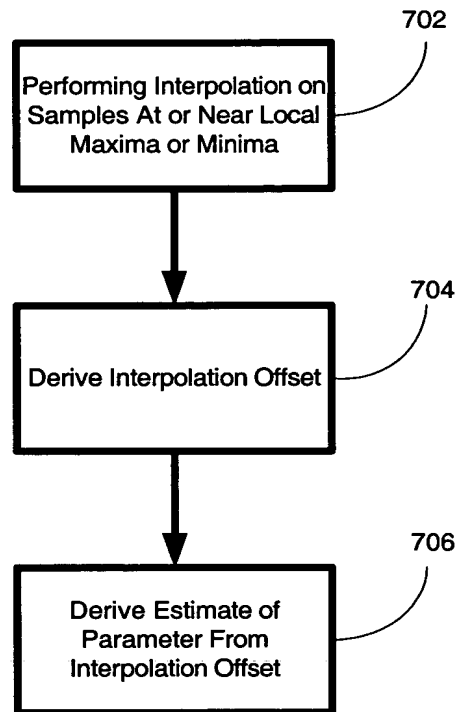 702
Performing Interpolation on
Samples At or Near Local
Maxima or Minima
704
Derive Interpolation Offset
706
Derive Estimate of
Parameter From
Interpolation Offset